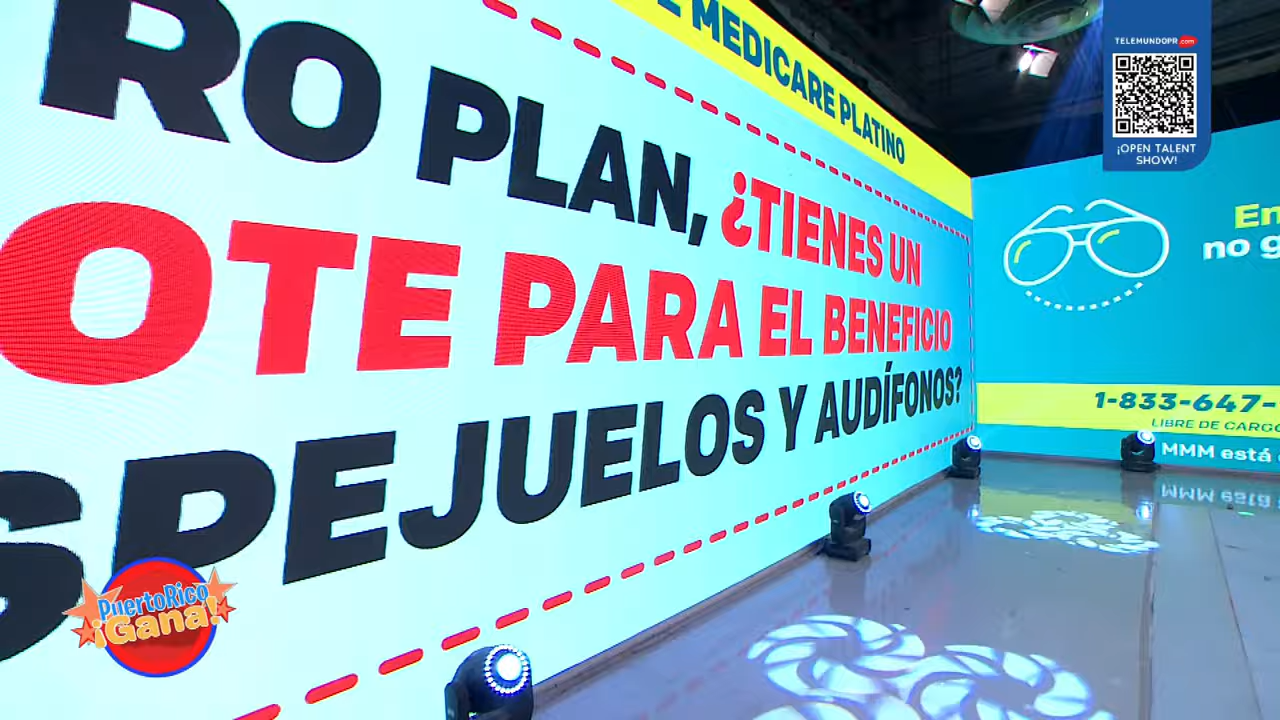 MEDICARE PLATINO
RO PLAN, ¿TIENES UN
OTE PARA EL BENEFICIO
SPEJUELOS Y AUDÍFONOS?
TELEMUNDOPR.com
¡OPEN TALENT
SHOW!
En
no g
1-833-647-
LIBRE DE CARGO
MMM está
PuertoRico
¡Gana!